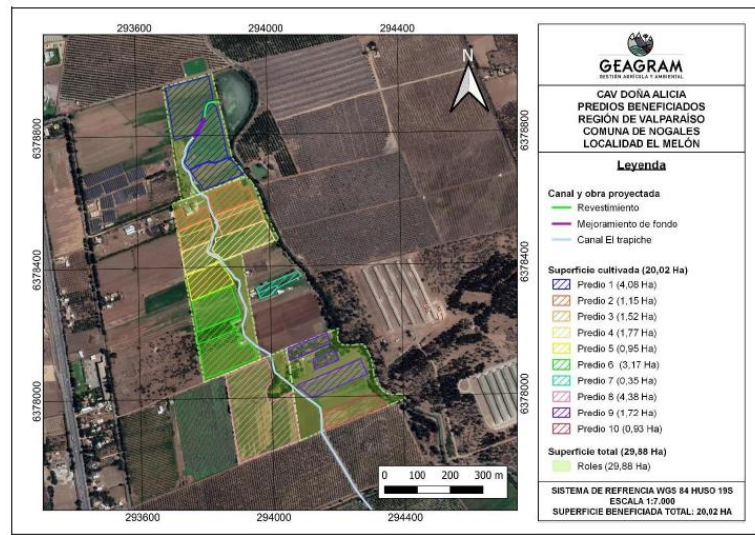 293600 294000 294400
6378800
6378400
6378000
N
0 100 200 300 m
6378800
6378400
6378000
293600 294000 294400
GEAGRAM
GESTIÓN AGRÍCOLA Y AMBIENTAL
CAV DOÑA ALICIA
PREDIOS BENEFICIADOS
REGIÓN DE VALPARAÍSO
COMUNA DE NOGALES
LOCALIDAD EL MELÓN
Leyenda
Canal y obra proyectada
Revestimiento
Mejoramiento de fondo
Canal El trapiche
Superficie cultivada (20,02 Ha)
Predio 1 (4,08 Ha)
Predio 2 (1,15 Ha)
Predio 3 (1,52 Ha)
Predio 4 (1,77 Ha)
Predio 5 (0,95 Ha)
Predio 6 (3,17 Ha)
Predio 7 (0,35 Ha)
Predio 8 (4,38 Ha)
Predio 9 (1,72 Ha)
Predio 10 (0,93 Ha)
Superficie total (29,88 Ha)
Roles (29,88 Ha)
SISTEMA DE REFRENCIA WGS 84 HUSO 19S
ESCALA 1:7.000
SUPERFICIE BENEFICIADA TOTAL: 20,02 HA